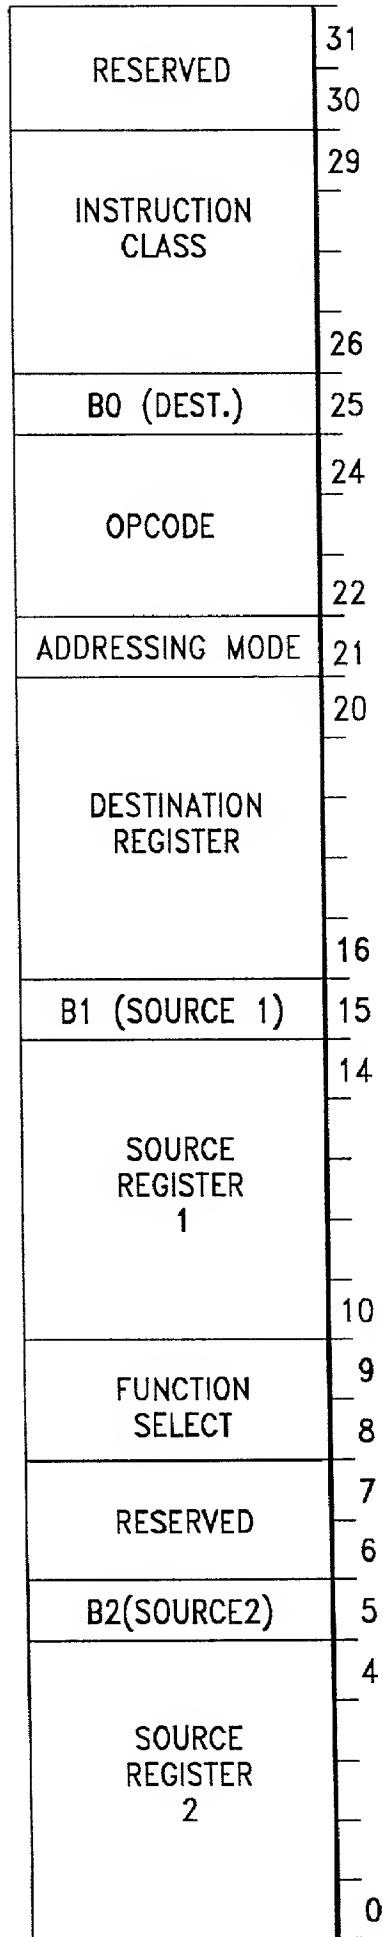 31
RESERVED
30
29
INSTRUCTION
CLASS
26
B0 (DEST.) 25
24
OPCODE
22
ADDRESSING MODE 21
20
DESTINATION
REGISTER
16
B1 (SOURCE 1) 15
14
SOURCE
REGISTER
1
10
9
FUNCTION
SELECT 8
7
RESERVED
6
B2(SOURCE2) 5
4
SOURCE
REGISTER
2
0